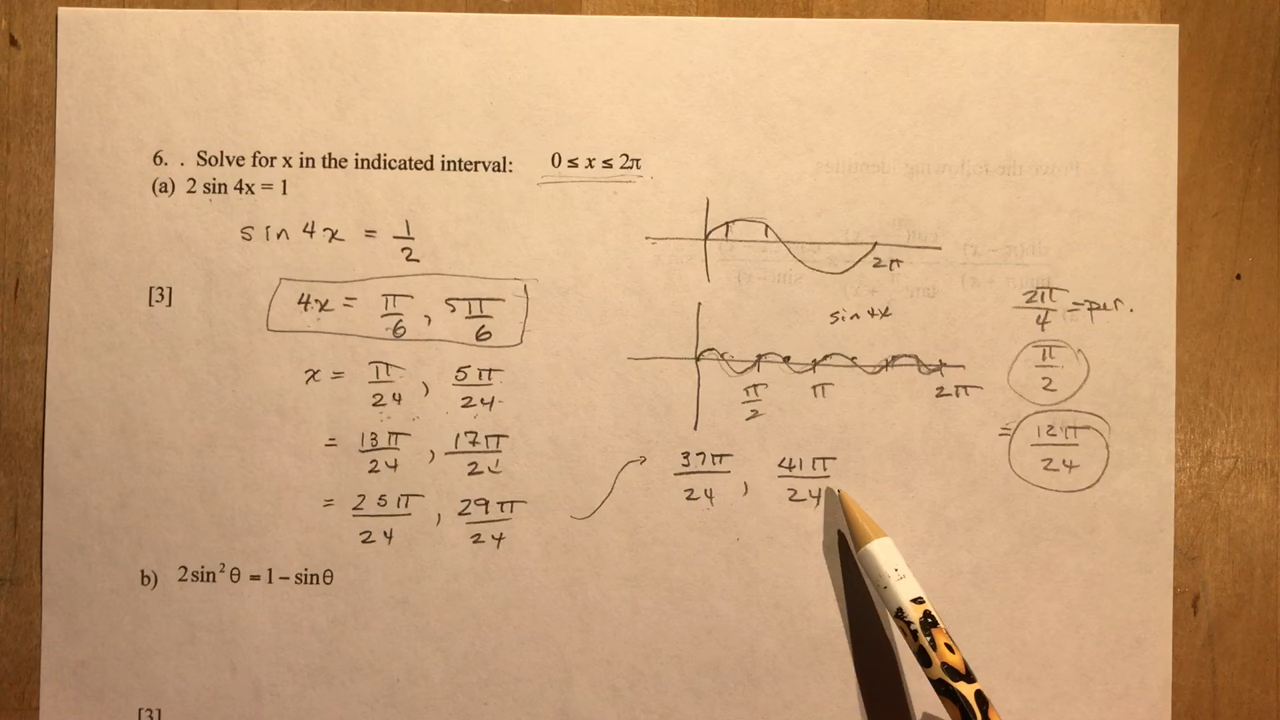 6. . Solve for x in the indicated interval: 0 ≤ x ≤ 2π
(a) 2 sin 4x = 1
sin 4x = 1/2
[3]
4x = π/6, 5π/6
x = π/24, 5π/24
= 13π/24, 17π/24
= 25π/24, 29π/24
2π
sin 4x
π/2 π 2π
37π/24, 41π/24
2π/4 = per.
π/2
= 12π/24
b) 2sin²θ = 1 – sinθ
[3]